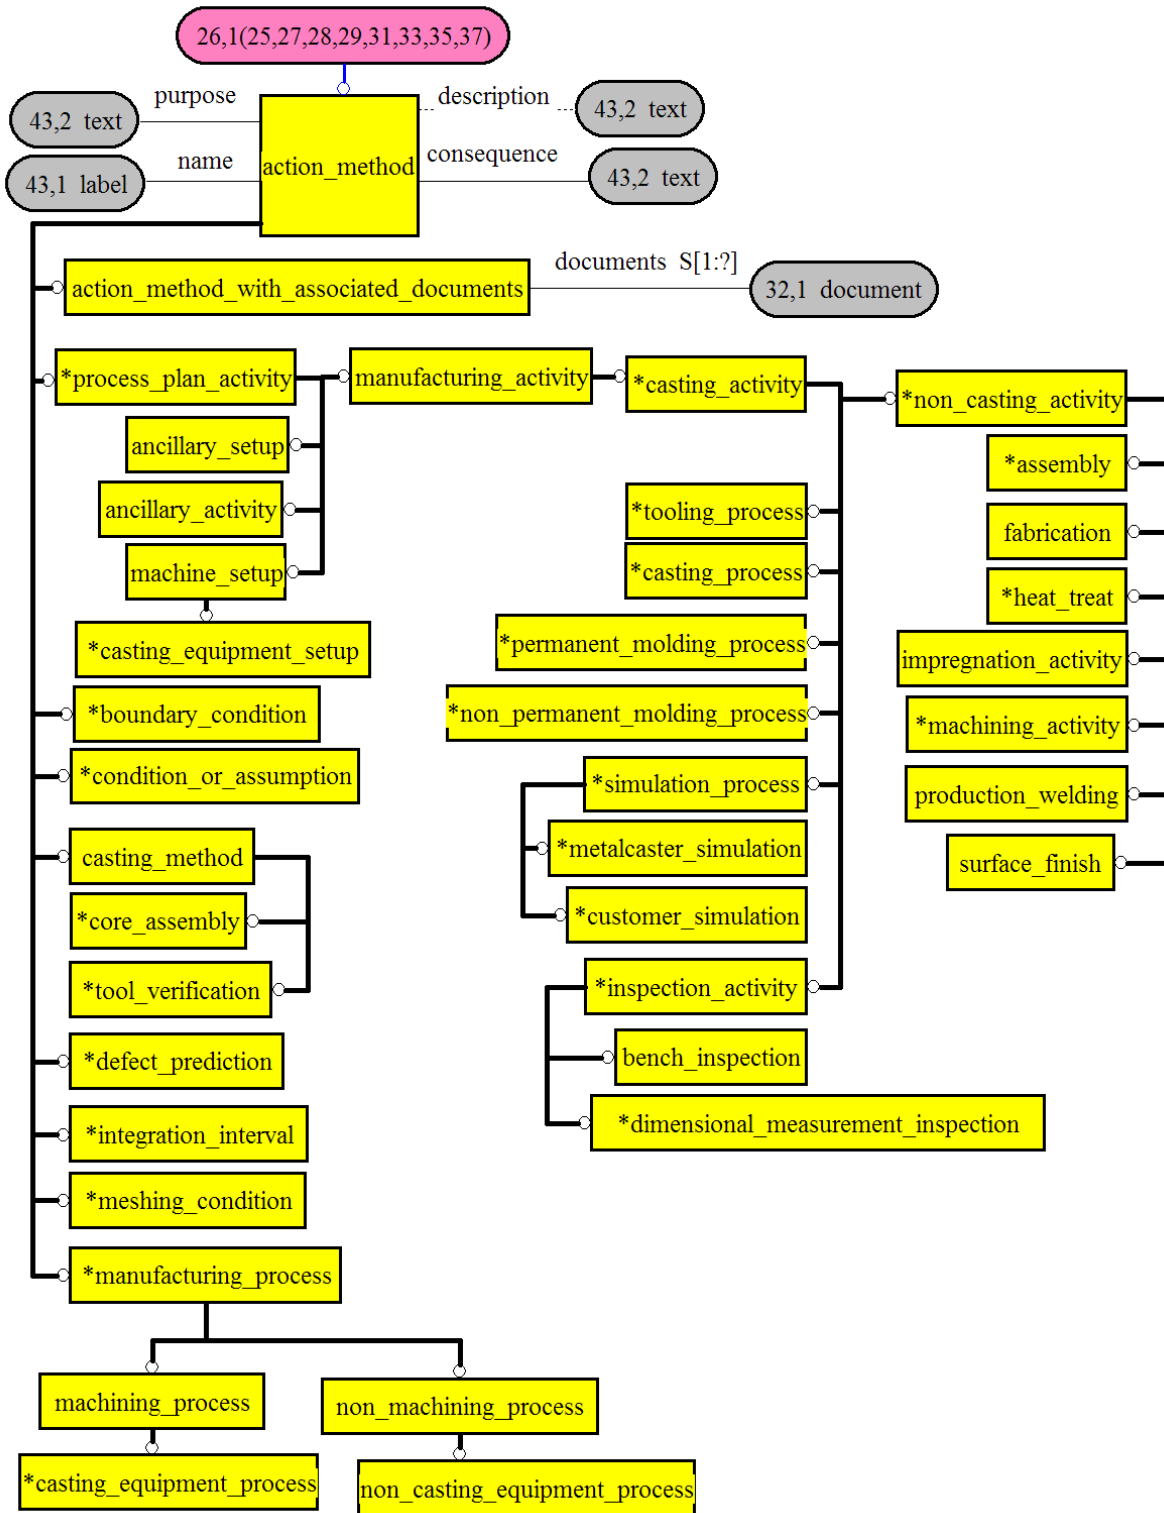 26,1(25,27,28,29,31,33,35,37)
purpose
description
43,2 text
43,2 text
name
action_method
consequence
43,1 label
43,2 text
documents S[1:?]
action_method_with_associated_documents
32,1 document
*process_plan_activity
manufacturing_activity
*casting_activity
*non_casting_activity
ancillary_setup
*assembly
ancillary_activity
*tooling_process
fabrication
machine_setup
*casting_process
*heat_treat
*casting_equipment_setup
*permanent_molding_process
impregnation_activity
*boundary_condition
*non_permanent_molding_process
*machining_activity
*condition_or_assumption
*simulation_process
production_welding
casting_method
*metalcaster_simulation
surface_finish
*core_assembly
*customer_simulation
*tool_verification
*inspection_activity
*defect_prediction
bench_inspection
*integration_interval
*dimensional_measurement_inspection
*meshing_condition
*manufacturing_process
machining_process
non_machining_process
*casting_equipment_process
non_casting_equipment_process